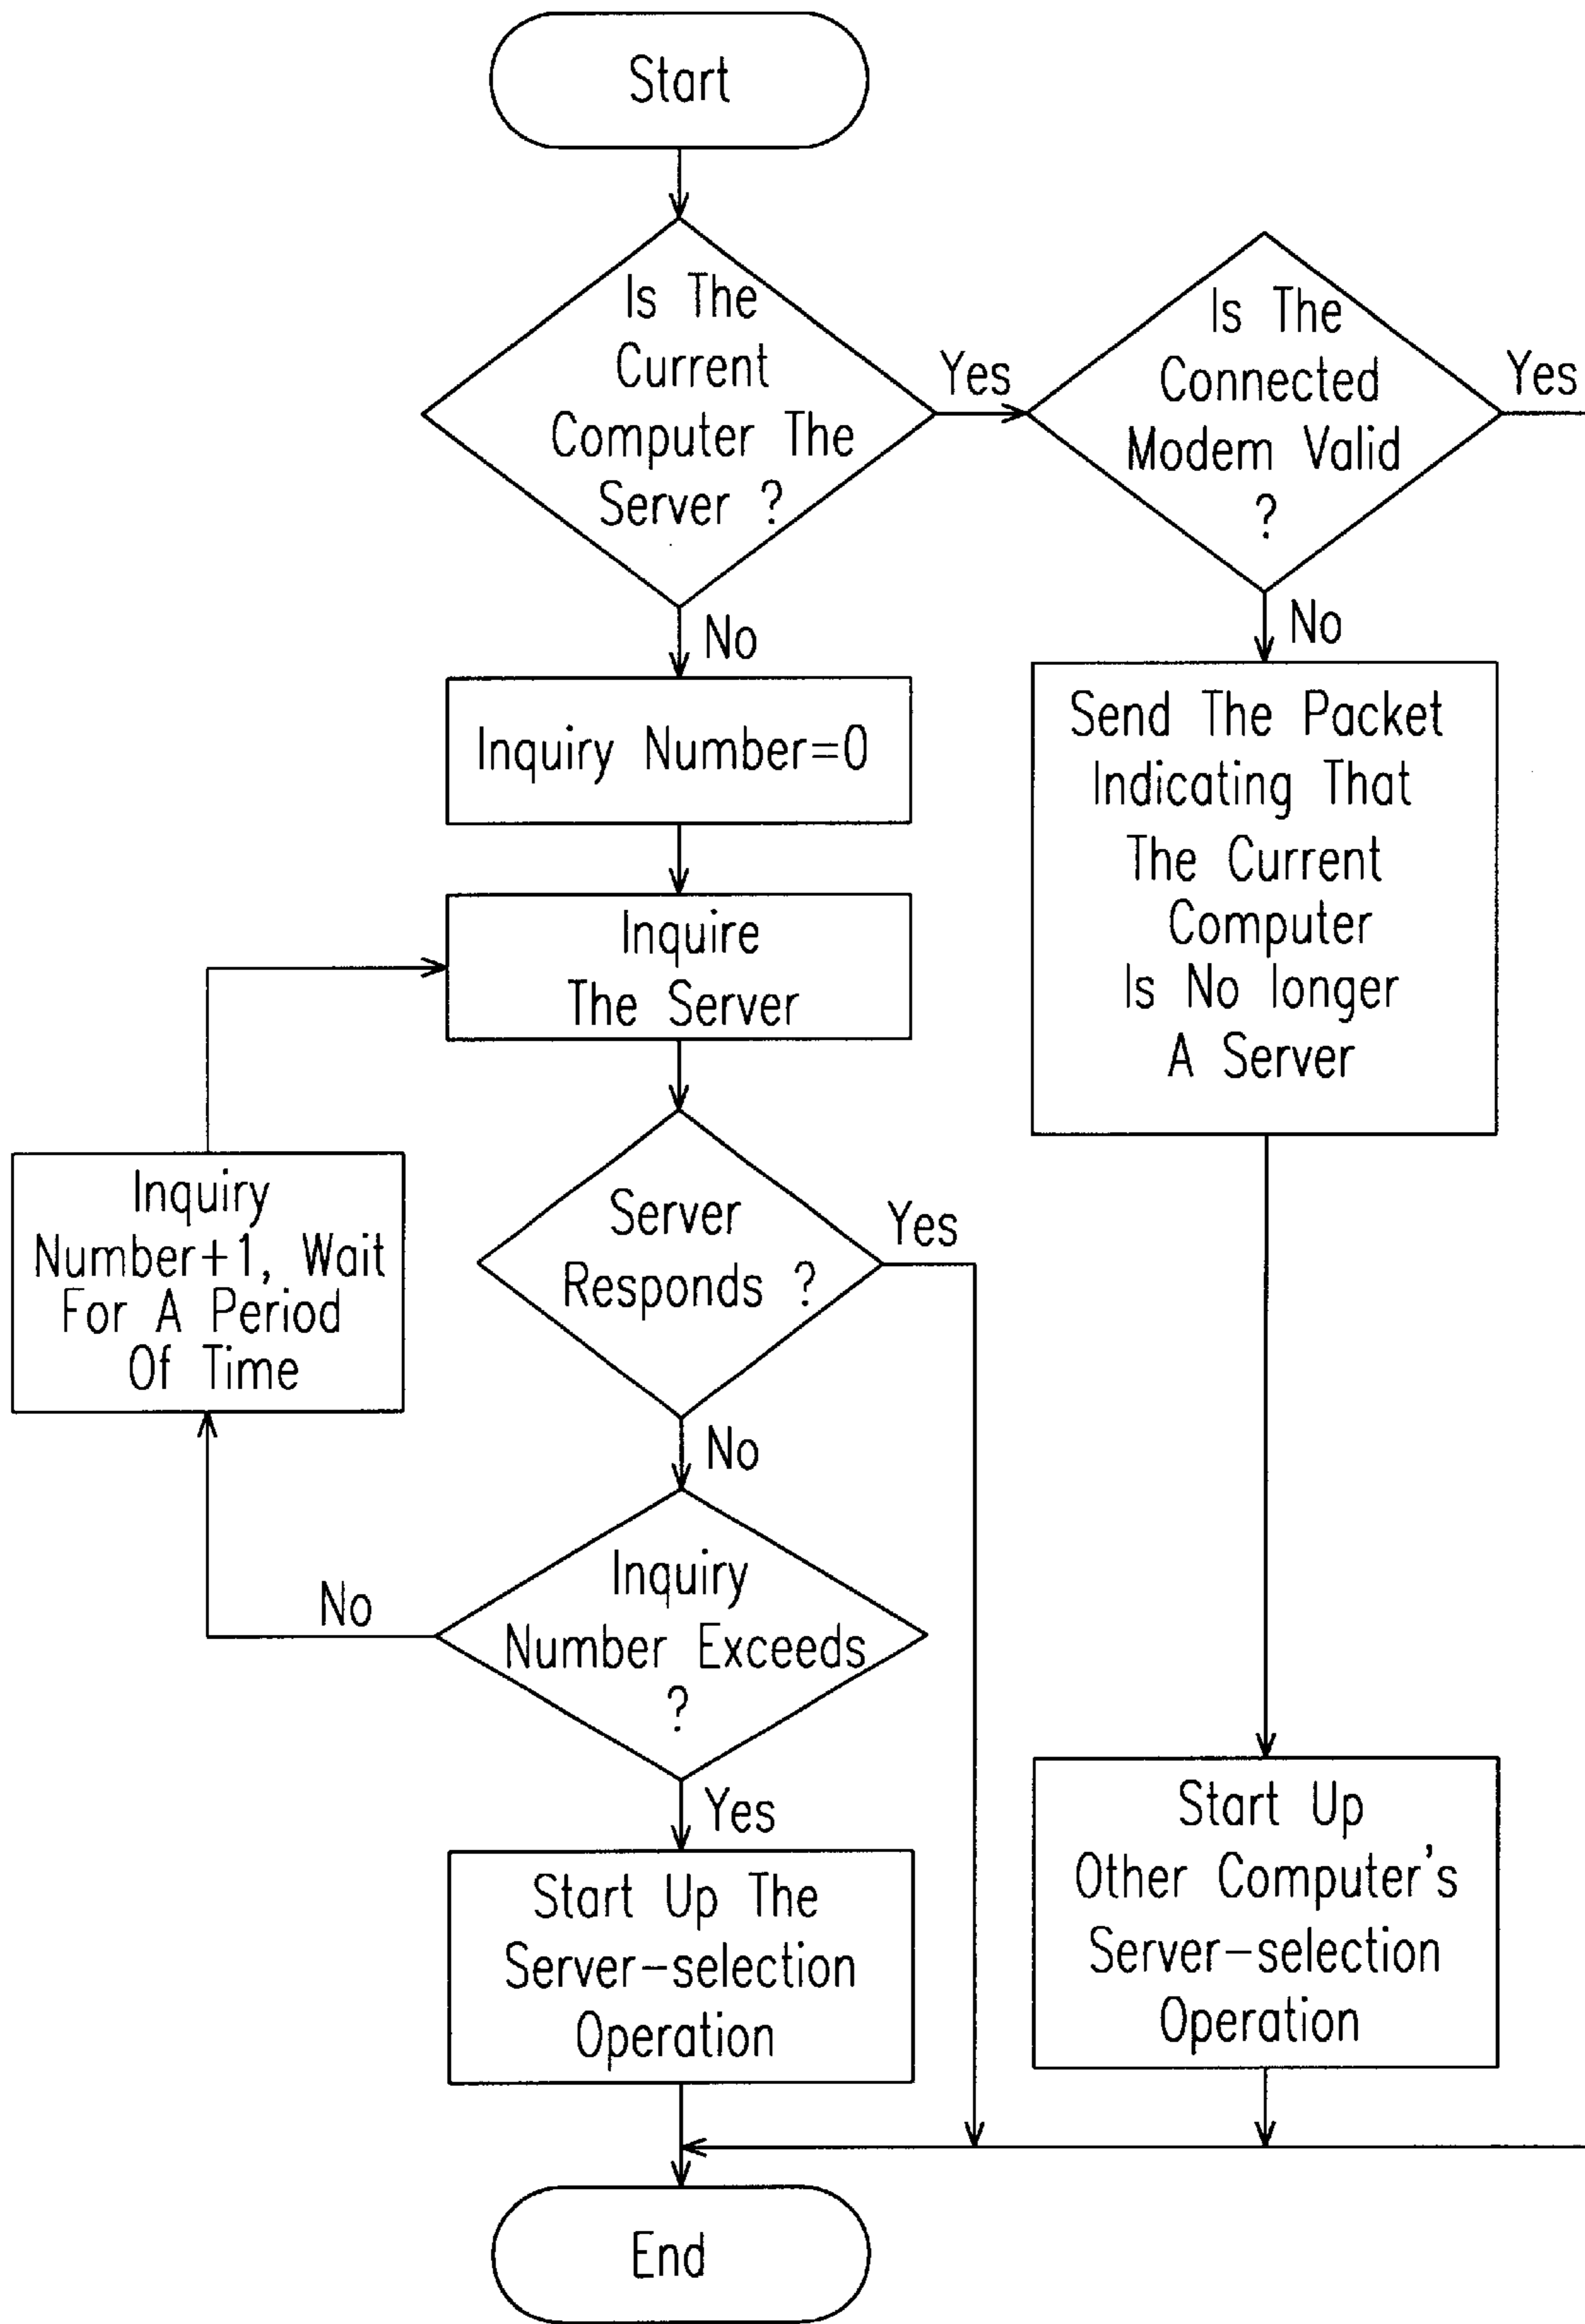 Start
Is The
Current
Computer The
Server ?
Yes
Is The
Connected
Modem Valid
?
Yes
No
No
Inquiry Number=0
Send The Packet
Indicating That
The Current
Computer
Is No longer
A Server
Inquire
The Server
Inquiry
Number+1, Wait
For A Period
Of Time
Server
Responds ?
Yes
No
Inquiry
Number Exceeds
?
No
Yes
Start Up The
Server-selection
Operation
Start Up
Other Computer's
Server-selection
Operation
End